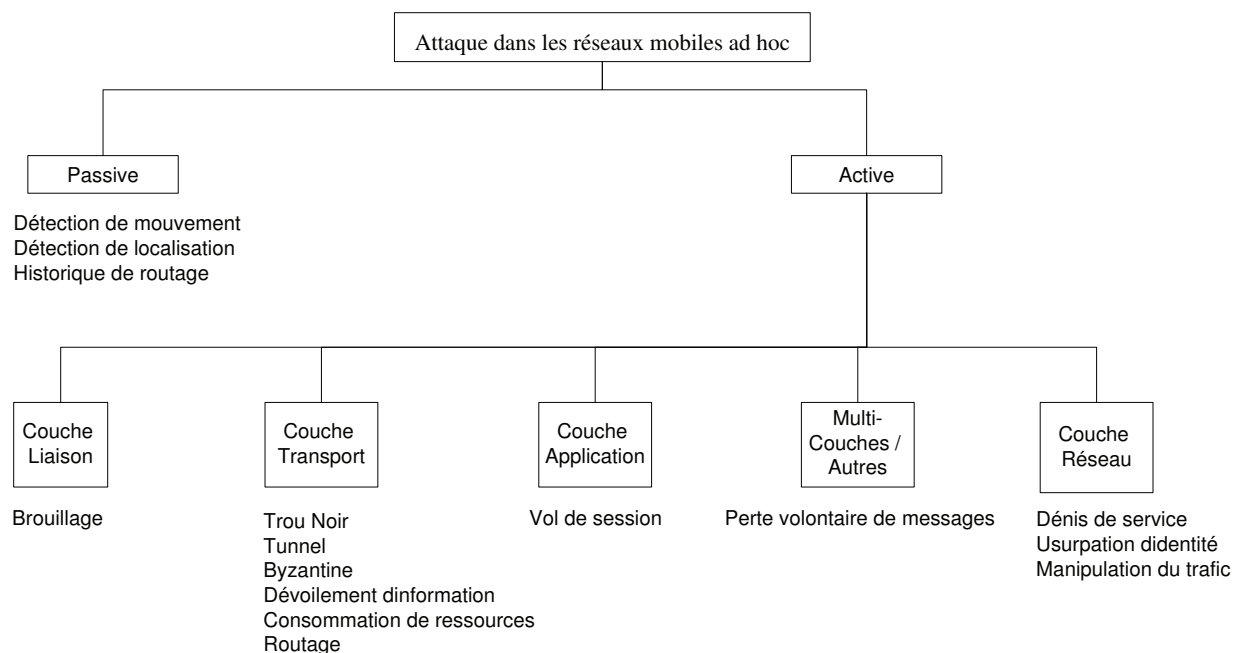 Attaque dans les réseaux mobiles ad hoc
Passive
Active
Détection de mouvement
Détection de localisation
Historique de routage
Couche
Liaison
Couche
Transport
Couche
Application
Multi-
Couches /
Autres
Couche
Réseau
Brouillage
Trou Noir
Tunnel
Byzantine
Dévoilement dinformation
Consommation de ressources
Routage
Vol de session
Perte volontaire de messages
Dénis de service
Usurpation didentité
Manipulation du trafic